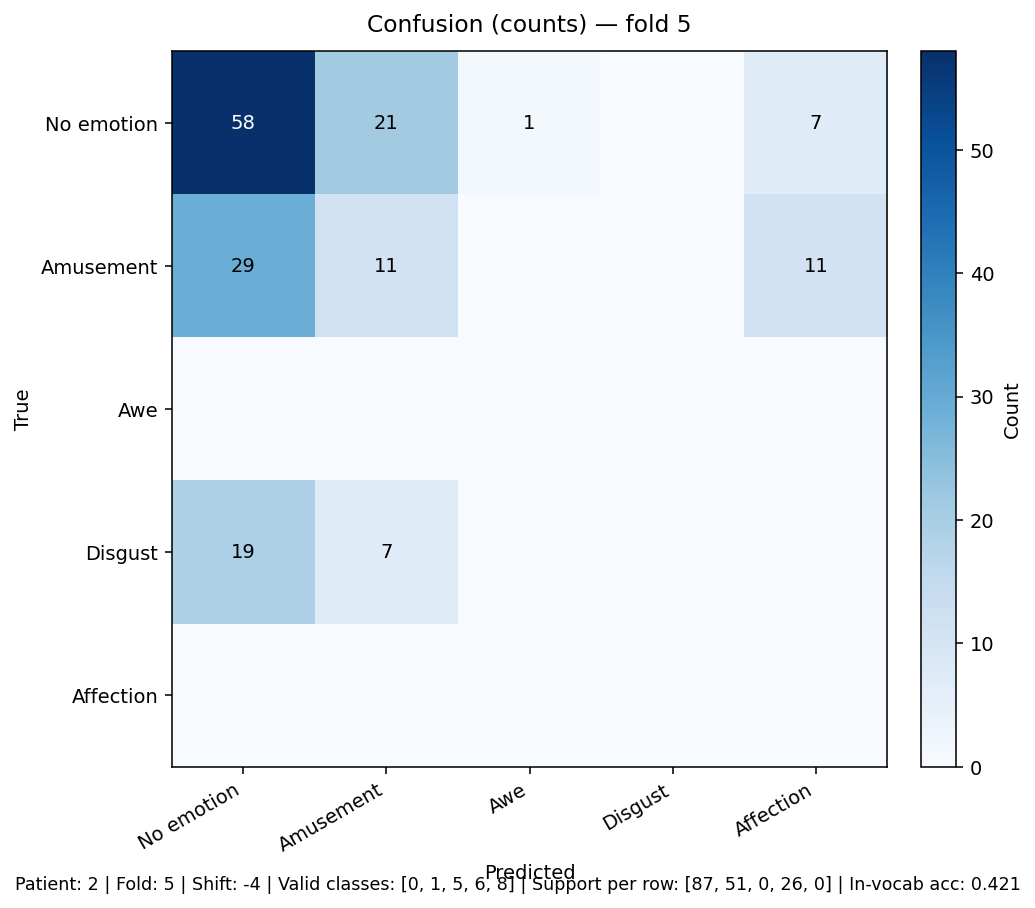 Confusion (counts) — fold 5
No emotion 58 21 1 7
50
Amusement 29 11 11
40
True
Awe
30
Count
Disgust 19 7
20
10
Affection
0
No emotion Amusement Awe Disgust Affection
Predicted
Patient: 2 | Fold: 5 | Shift: -4 | Valid classes: [0, 1, 5, 6, 8] | Support per row: [87, 51, 0, 26, 0] | In-vocab acc: 0.421